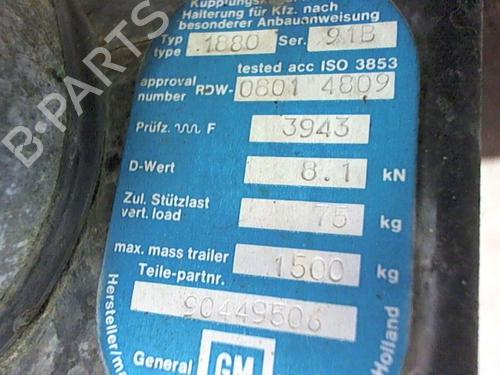 Halterung für Kfz. nach
besonderer Anbauanweisung
Typ
type 1880 Ser. 91B
tested acc ISO 3853
approval
number RDW-0801 4809
Prüfz. F 3943
D-Wert 8.1 kN
Zul. Stützlast
vert. load 75 kg
max. mass trailer 1500 kg
Teile-partnr.
90449506
General GM
Holland
B-PARTS